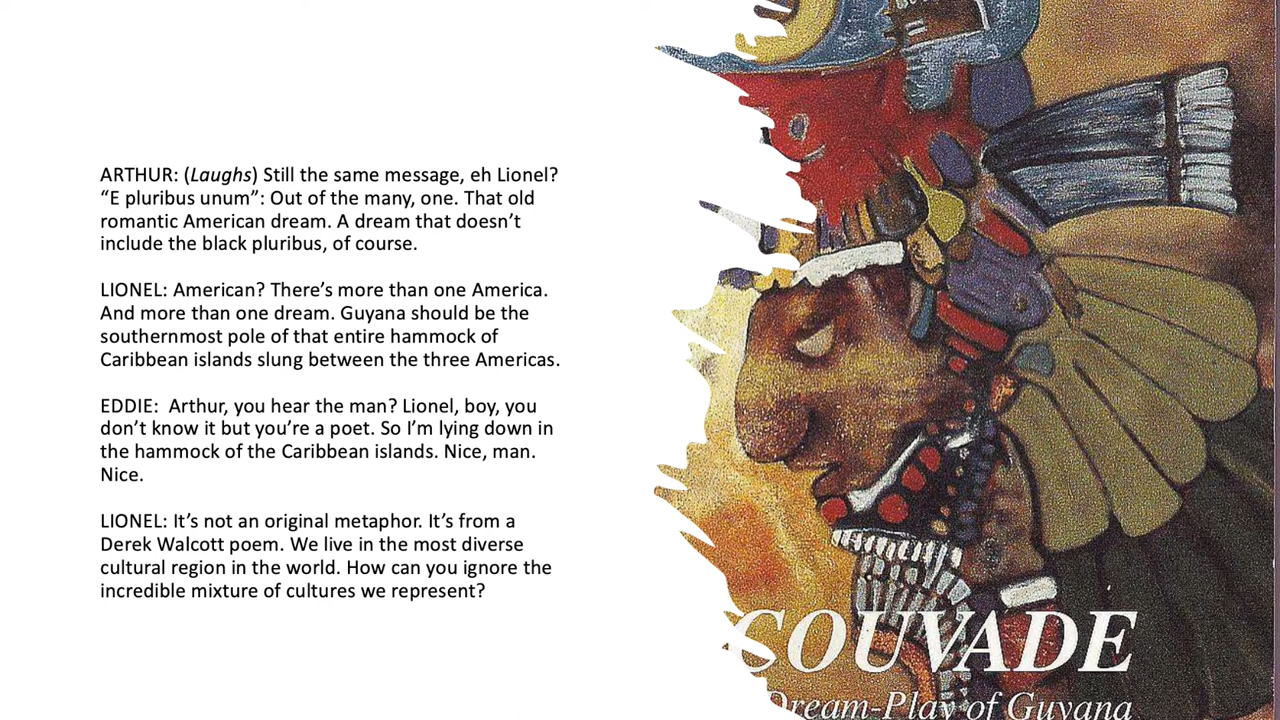 ARTHUR: (Laughs) Still the same message, eh Lionel?
“E pluribus unum”: Out of the many, one. That old
romantic American dream. A dream that doesn’t
include the black pluribus, of course.
LIONEL: American? There’s more than one America.
And more than one dream. Guyana should be the
southernmost pole of that entire hammock of
Caribbean islands slung between the three Americas.
EDDIE:  Arthur, you hear the man? Lionel, boy, you
don’t know it but you’re a poet. So I’m lying down in
the hammock of the Caribbean islands. Nice, man.
Nice.
LIONEL: It’s not an original metaphor. It’s from a
Derek Walcott poem. We live in the most diverse
cultural region in the world. How can you ignore the
incredible mixture of cultures we represent?
COUVADE
Dream-Play of Guyana